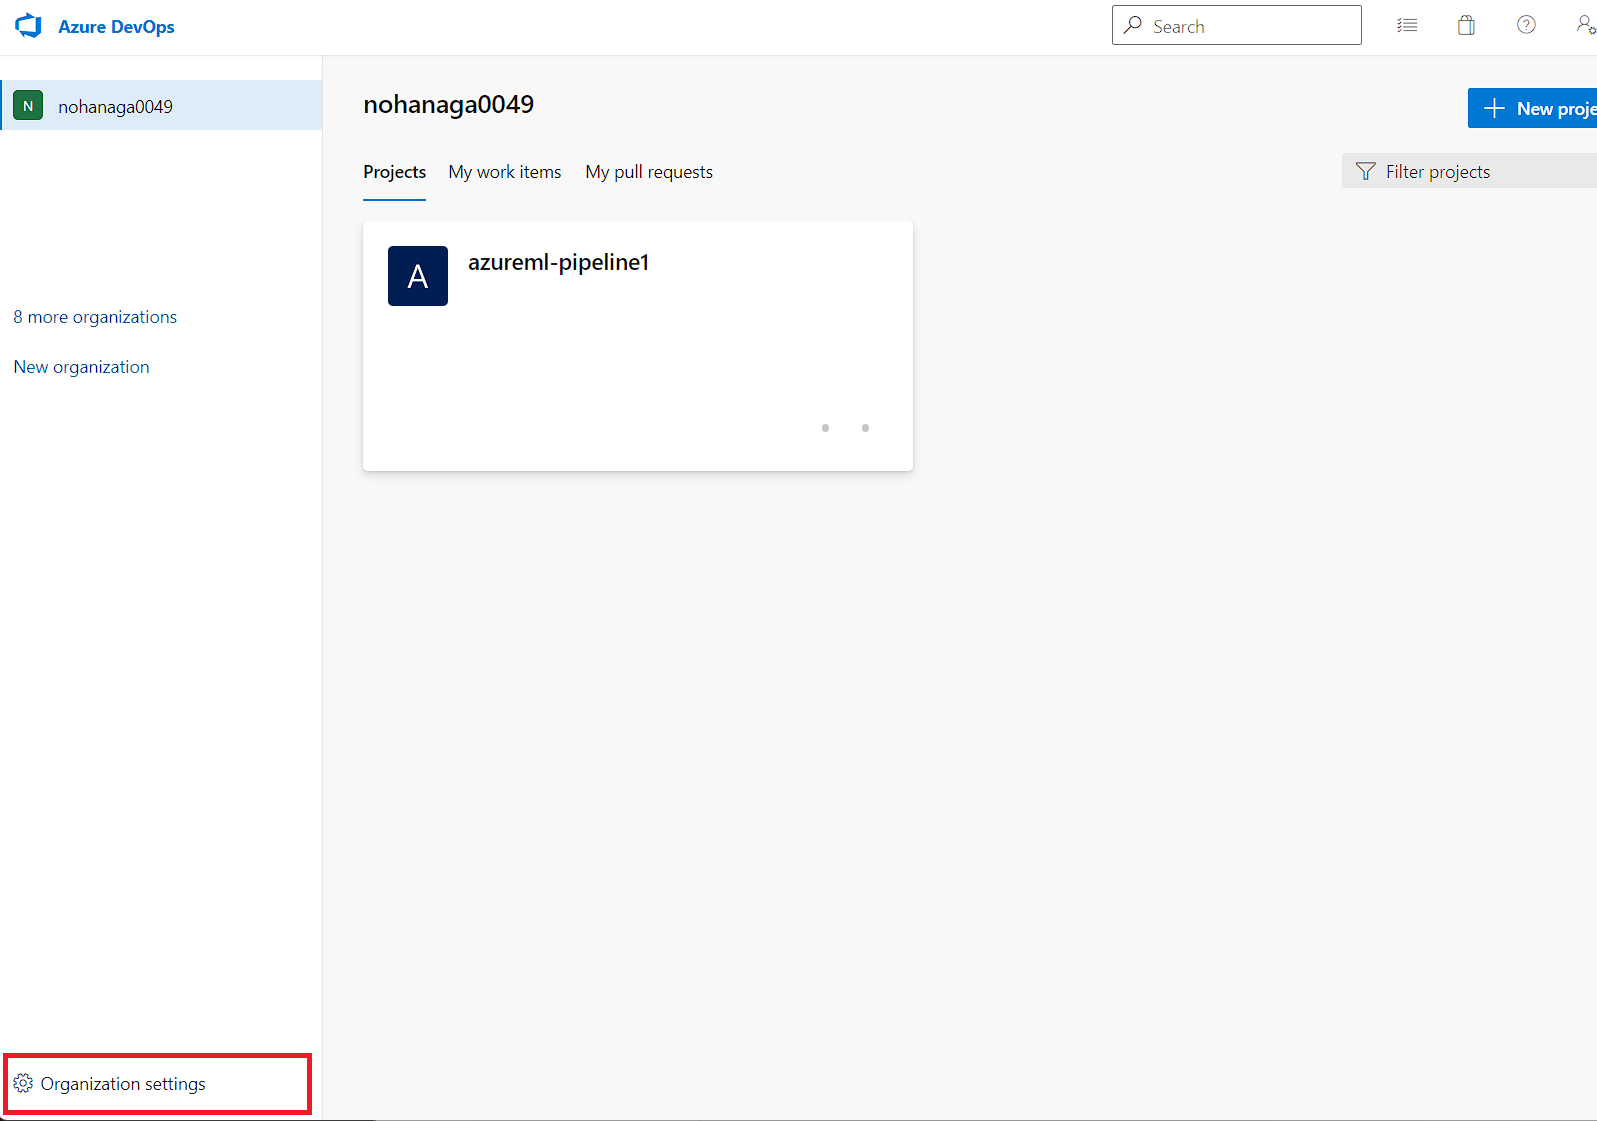 Azure DevOps
Search
N nohanaga0049
nohanaga0049
New proje
Projects My work items My pull requests
Filter projects
A azureml-pipeline1
8 more organizations
New organization
Organization settings